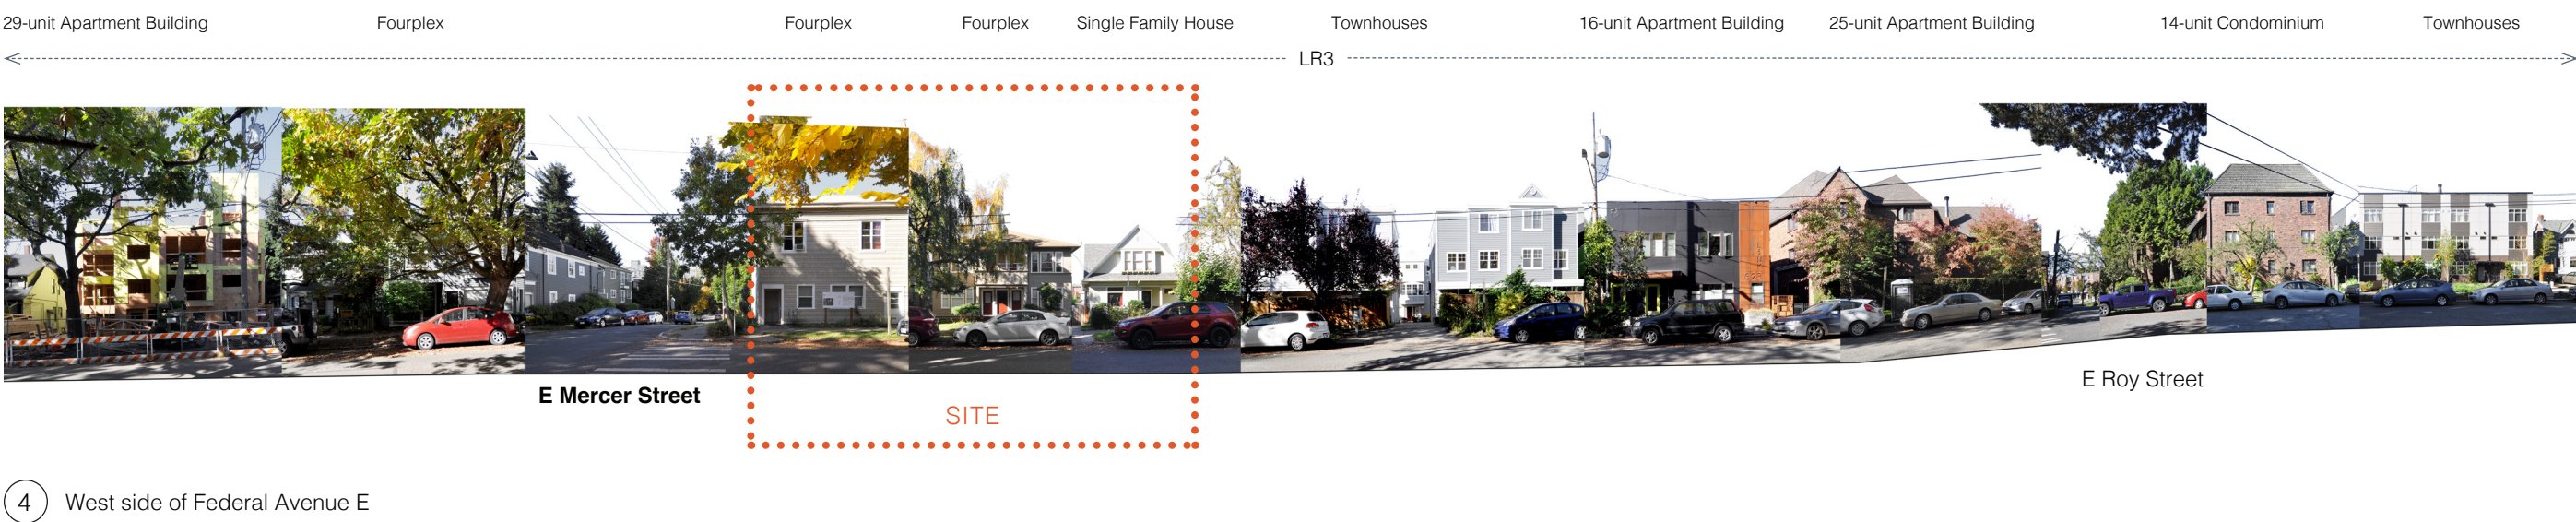 29-unit Apartment Building
Fourplex
Fourplex
Fourplex
Single Family House
Townhouses
16-unit Apartment Building
25-unit Apartment Building
14-unit Condominium
Townhouses
LR3
E Mercer Street
SITE
E Roy Street
4 West side of Federal Avenue E